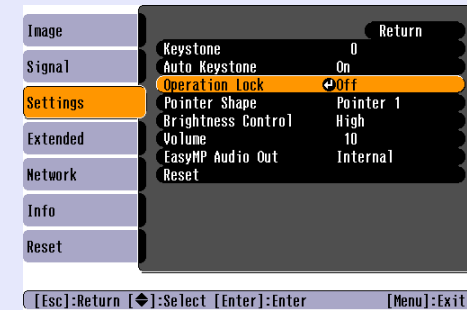 Image
Signal
Settings
Extended
Network
Info
Reset
Return
Keystone 0
Auto Keystone On
Operation Lock Off
Pointer Shape Pointer 1
Brightness Control High
Volume 10
EasyMP Audio Out Internal
Reset
[Esc]:Return [◆]:Select [Enter]:Enter [Menu]:Exit